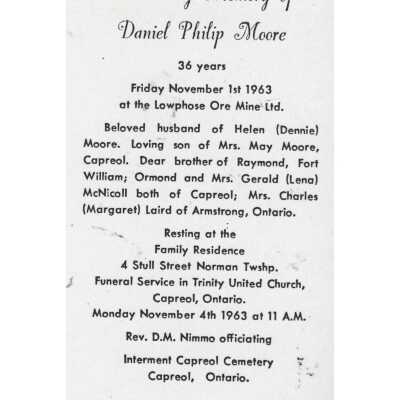 Memory of
Daniel Philip Moore
36 years
Friday November 1st 1963
at the Lowphose Ore Mine Ltd.
Beloved husband of Helen (Dennie)
Moore. Loving son of Mrs. May Moore,
Capreol. Dear brother of Raymond, Fort
William; Ormond and Mrs. Gerald (Lena)
McNicoll both of Capreol; Mrs. Charles
(Margaret) Laird of Armstrong, Ontario.
Resting at the
Family Residence
4 Stull Street Norman Twshp.
Funeral Service in Trinity United Church,
Capreol, Ontario.
Monday November 4th 1963 at 11 A.M.
Rev. D.M. Nimmo officiating
Interment Capreol Cemetery
Capreol, Ontario.